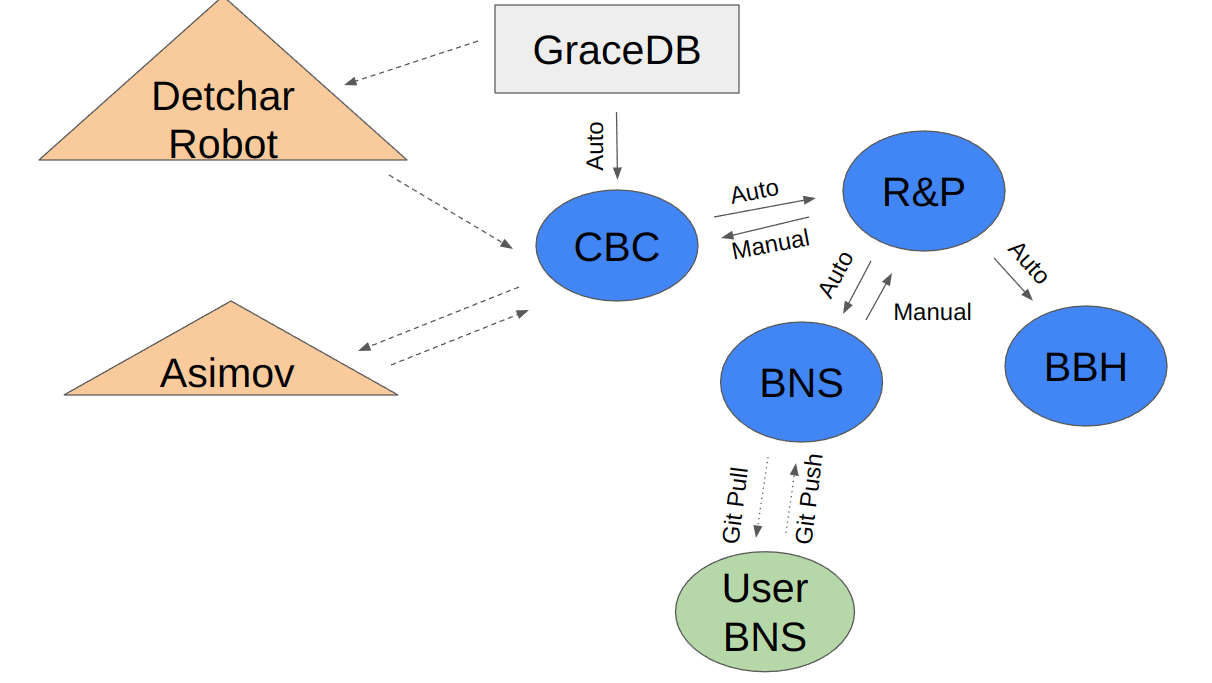 GraceDB
Detchar
Robot
Auto
R&P
Auto
CBC
Manual
Auto
Auto
Manual
Asimov
BNS
BBH
Git Pull
Git Push
User
BNS